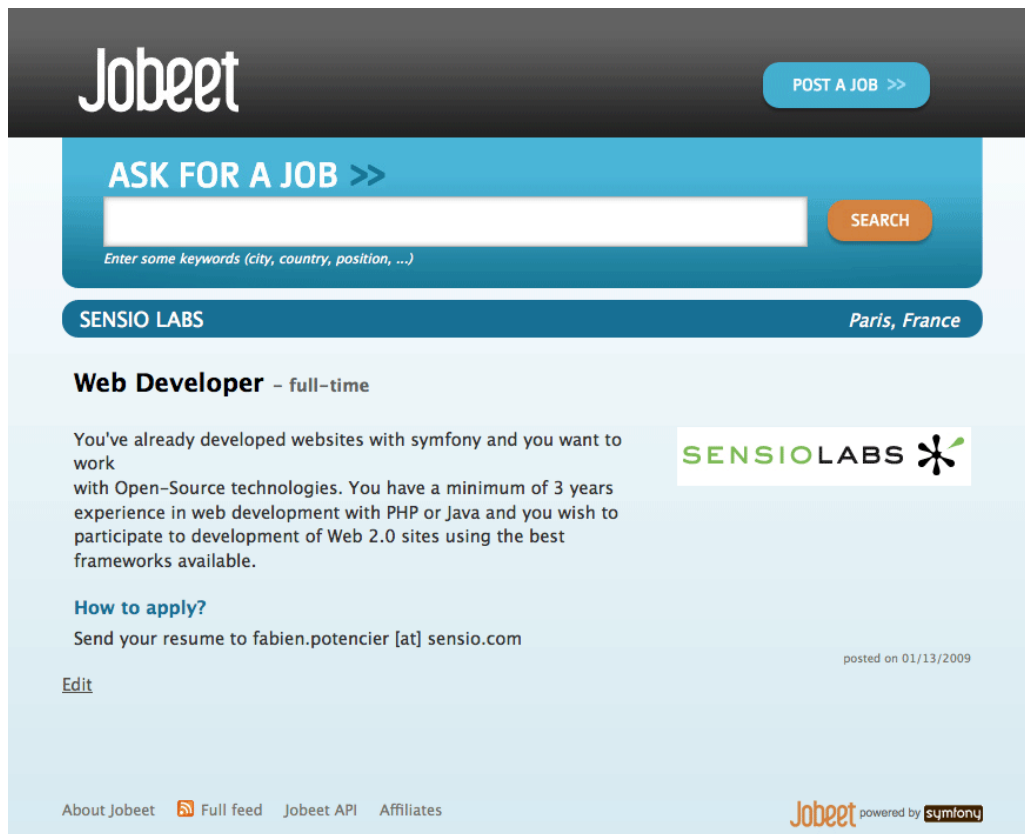 Jobeet
POST A JOB >>
ASK FOR A JOB >>
SEARCH
Enter some keywords (city, country, position, ...)
SENSIO LABS
Paris, France
Web Developer - full-time
You've already developed websites with symfony and you want to
work
with Open-Source technologies. You have a minimum of 3 years
experience in web development with PHP or Java and you wish to
participate to development of Web 2.0 sites using the best
frameworks available.
SENSIOLABS
How to apply?
Send your resume to fabien.potencier [at] sensio.com
posted on 01/13/2009
Edit
About Jobeet Full feed Jobeet API Affiliates
Jobeet powered by symfony